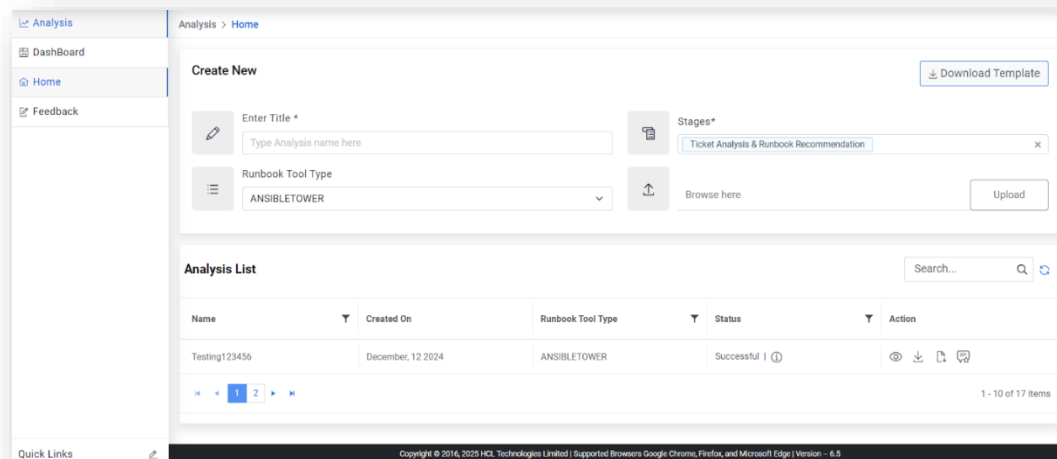 Analysis
DashBoard
Home
Feedback
Quick Links
Analysis > Home
Create New
Download Template
Enter Title *
Type Analysis name here
Stages*
Ticket Analysis & Runbook Recommendation ×
Runbook Tool Type
ANSIBLETOWER
Browse here
Upload
Analysis List
Search...
Name Created On Runbook Tool Type Status Action
Testing123456 December, 12 2024 ANSIBLETOWER Successful |
1 2
1 - 10 of 17 items
Copyright © 2016, 2025 HCL Technologies Limited | Supported Browsers Google Chrome, Firefox, and Microsoft Edge | Version – 6.5